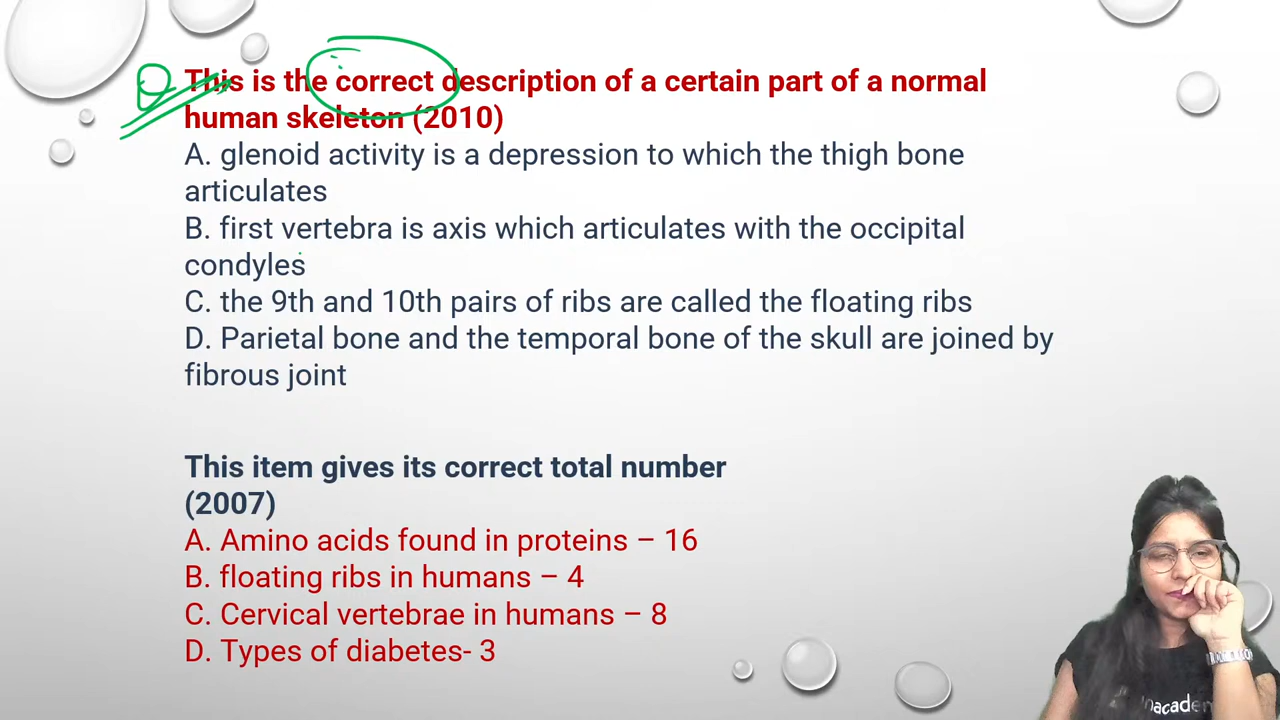 This is the correct description of a certain part of a normal
human skeleton (2010)
A. glenoid activity is a depression to which the thigh bone
articulates
B. first vertebra is axis which articulates with the occipital
condyles
C. the 9th and 10th pairs of ribs are called the floating ribs
D. Parietal bone and the temporal bone of the skull are joined by
fibrous joint
This item gives its correct total number
(2007)
A. Amino acids found in proteins – 16
B. floating ribs in humans – 4
C. Cervical vertebrae in humans – 8
D. Types of diabetes- 3